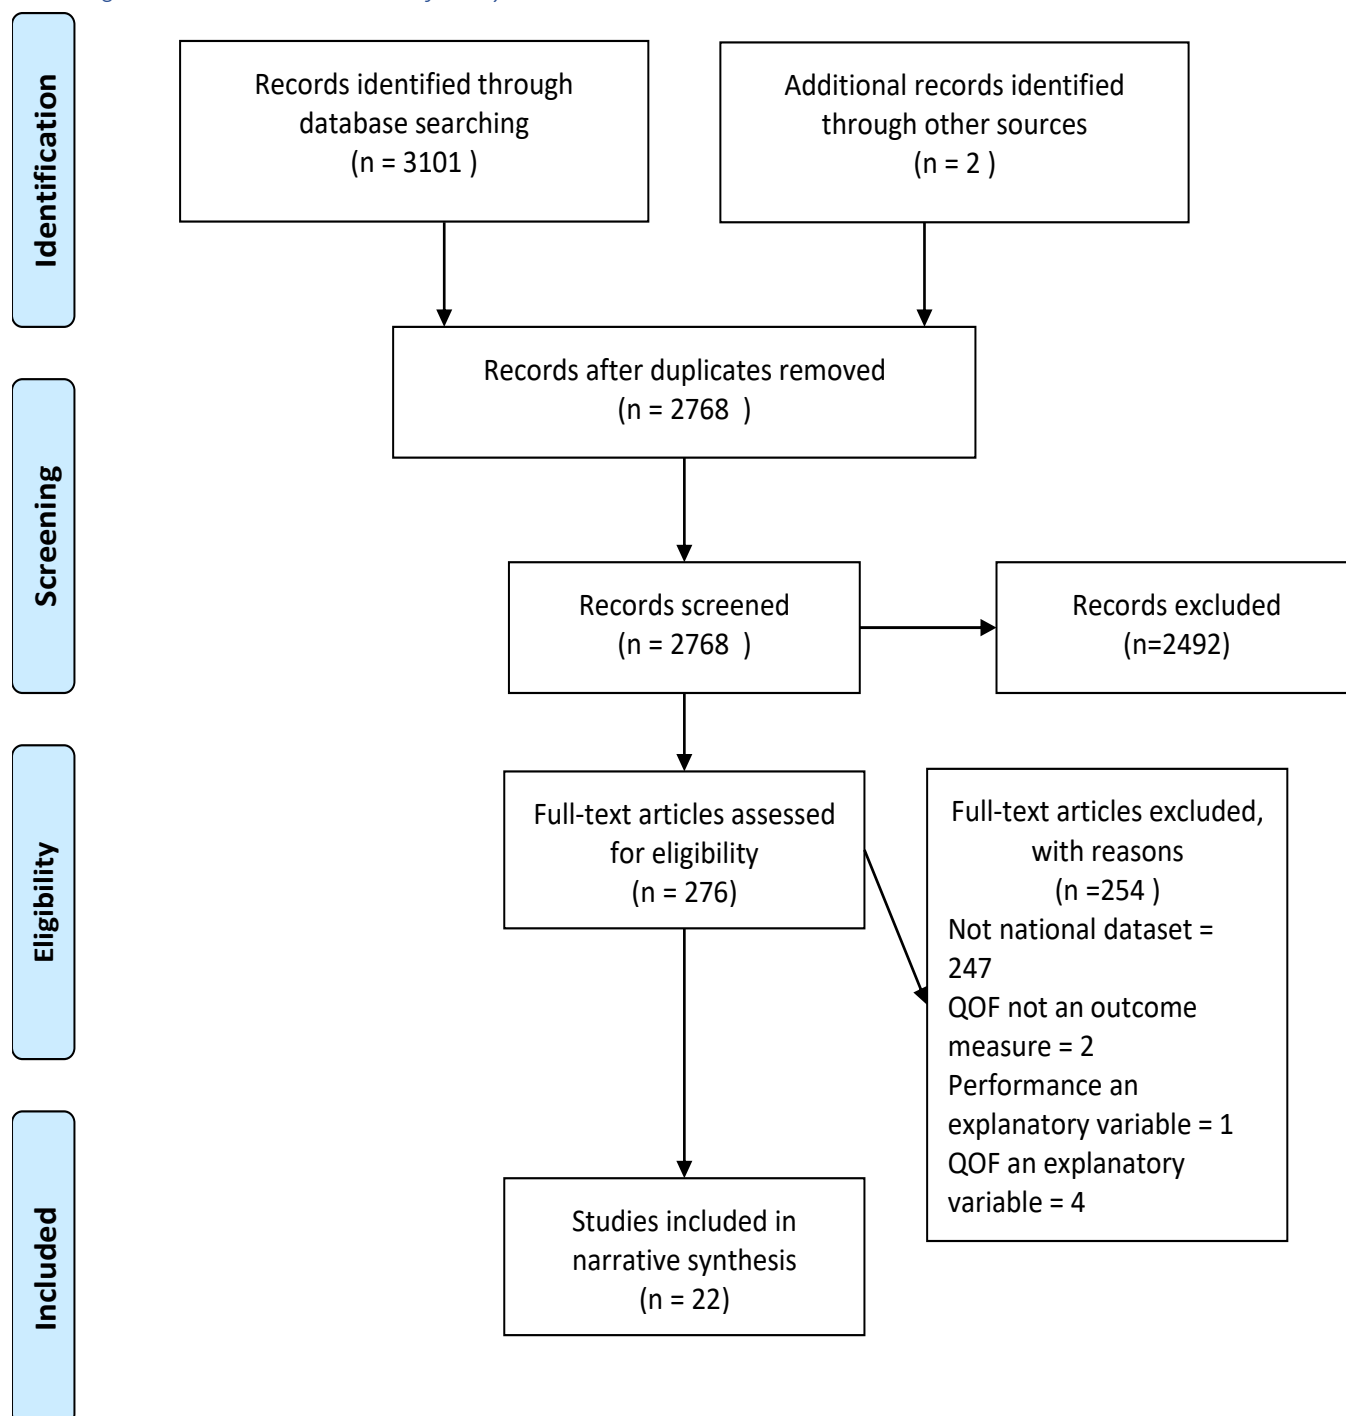 Identification
Records identified through
database searching
(n = 3101 )
Additional records identified
through other sources
(n = 2 )
Records after duplicates removed
(n = 2768 )
Screening
Records screened
(n = 2768 )
Records excluded
(n=2492)
Eligibility
Full-text articles assessed
for eligibility
(n = 276)
Full-text articles excluded,
with reasons
(n =254 )
Not national dataset =
247
QOF not an outcome
measure = 2
Performance an
explanatory variable = 1
QOF an explanatory
variable = 4
Included
Studies included in
narrative synthesis
(n = 22)